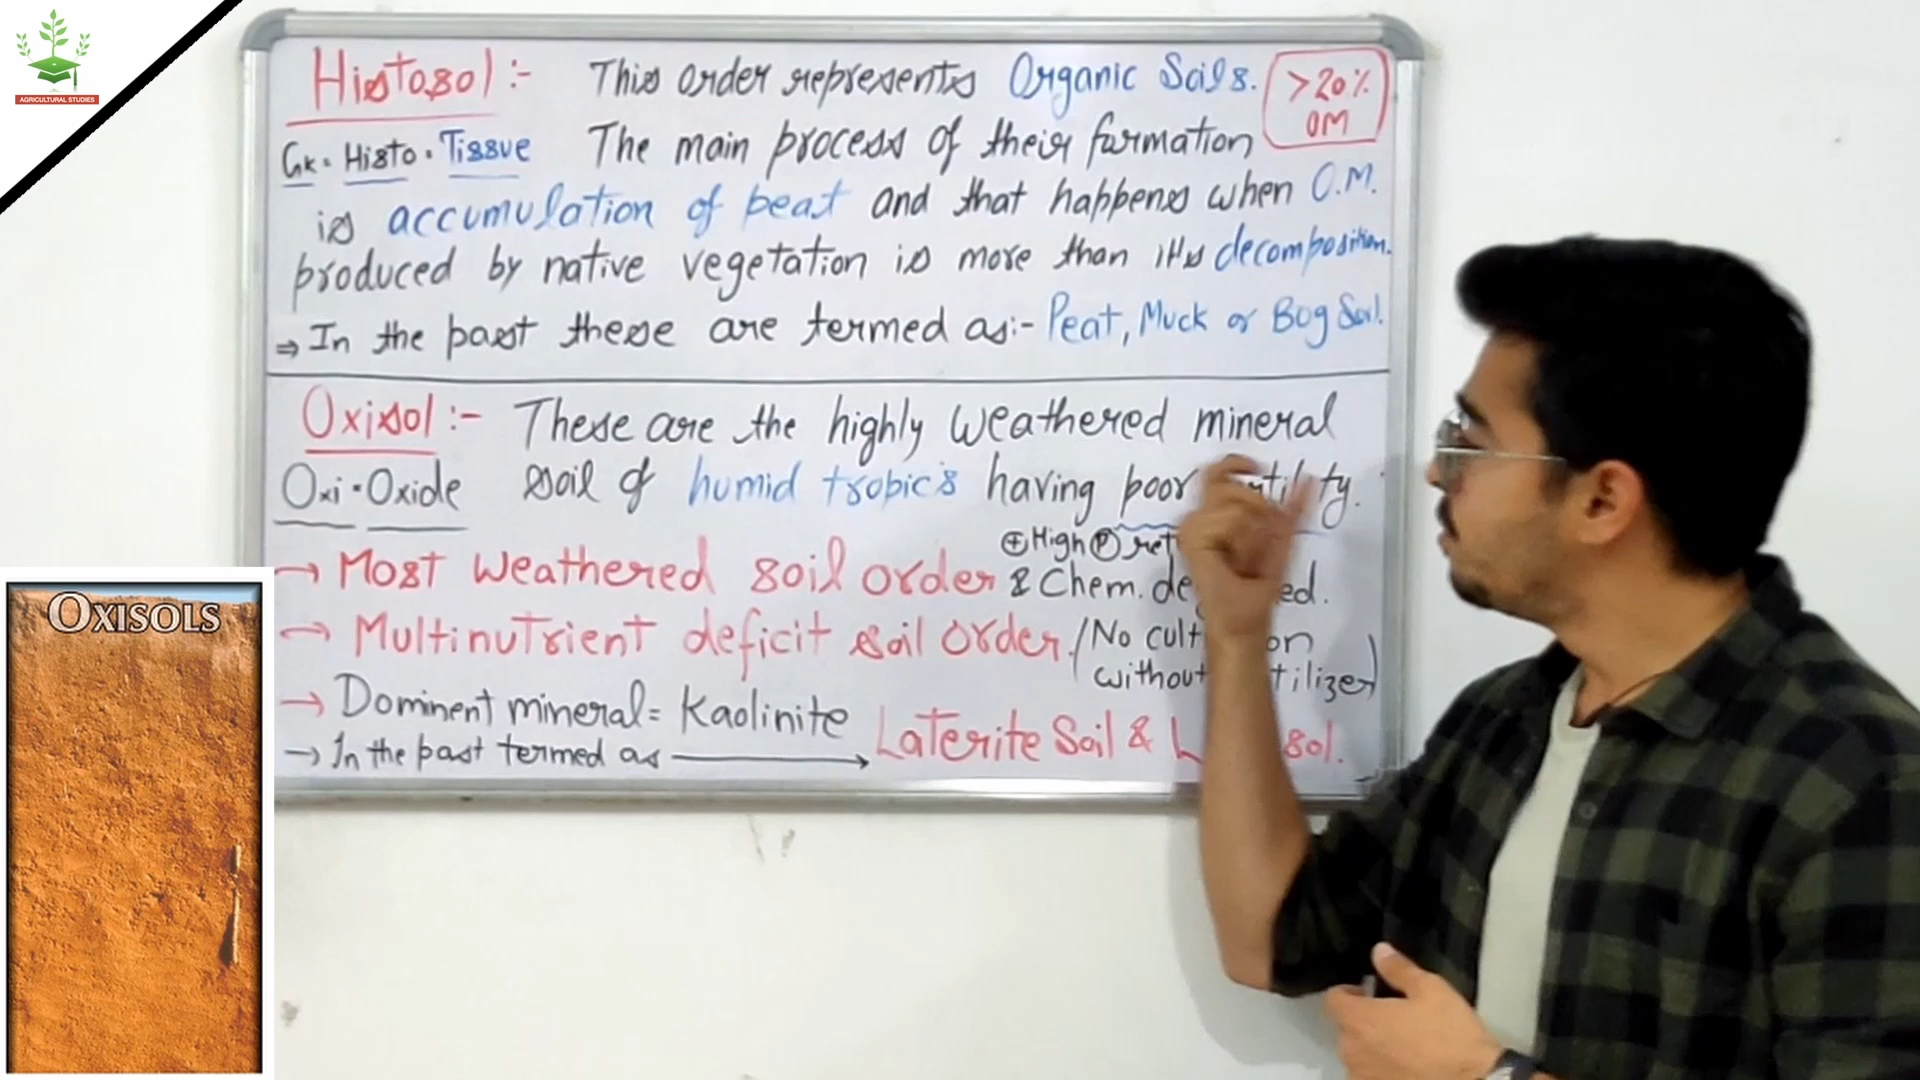 AGRICULTURAL STUDIES
Histosol :- This order represents Organic Soils. >20% OM
Gk = Histo = Tissue The main process of their formation
is accumulation of peat and that happens when O.M.
produced by native vegetation is more than it's decomposition.
⇒ In the past these are termed as:- Peat, Muck or Bog Soil.
Oxisol :- These are the highly weathered mineral
Oxi = Oxide soil of humid tropic's having poor
⊕ High Ⓟ
→ Most weathered soil order & Chem.
→ Multinutrient deficit soil order. (No
without
→ Dominent mineral = Kaolinite
→ In the past termed as → Laterite Soil &
OXISOLS